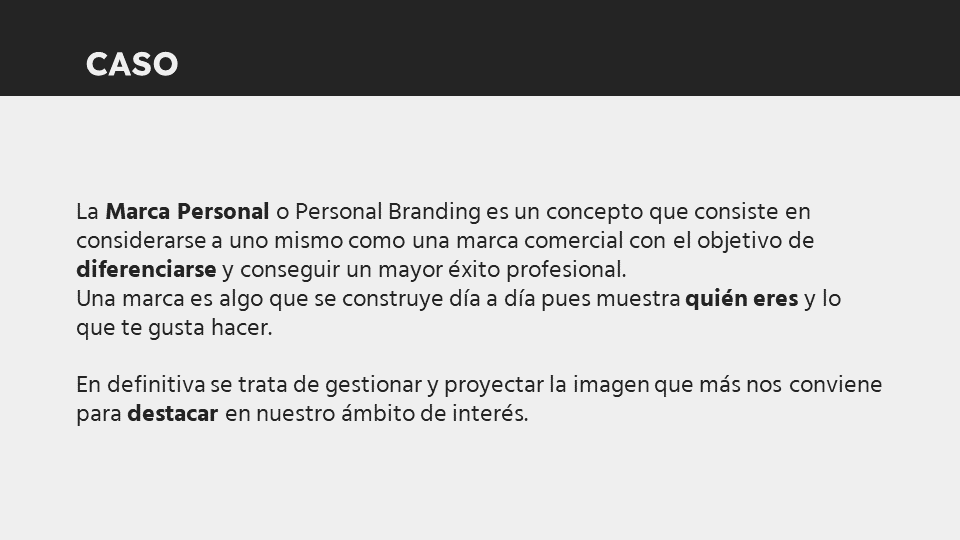 CASO
La Marca Personal o Personal Branding es un concepto que consiste en
considerarse a uno mismo como una marca comercial con el objetivo de
diferenciarse y conseguir un mayor éxito profesional.
Una marca es algo que se construye día a día pues muestra quién eres y lo
que te gusta hacer.
En definitiva se trata de gestionar y proyectar la imagen que más nos conviene
para destacar en nuestro ámbito de interés.